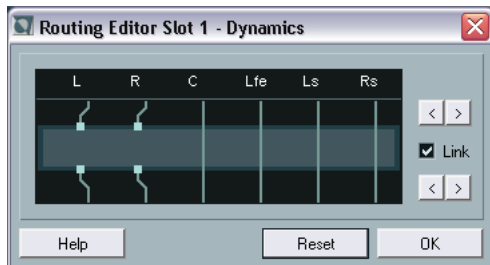 Routing Editor Slot 1 - Dynamics
L R C Lfe Ls Rs
< >
Link
< >
Help Reset OK